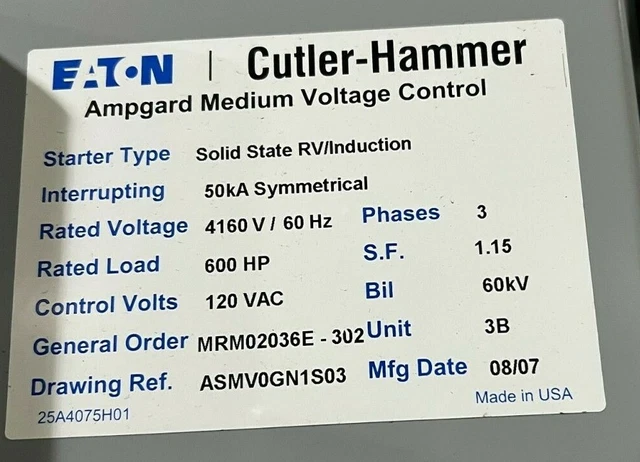 EATON | Cutler-Hammer
Ampgard Medium Voltage Control
Starter Type Solid State RV/Induction
Interrupting 50kA Symmetrical
Rated Voltage 4160 V / 60 Hz Phases 3
Rated Load 600 HP S.F. 1.15
Control Volts 120 VAC Bil 60kV
General Order MRM02036E - 302 Unit 3B
Drawing Ref. ASMV0GN1S03 Mfg Date 08/07
25A4075H01 Made in USA